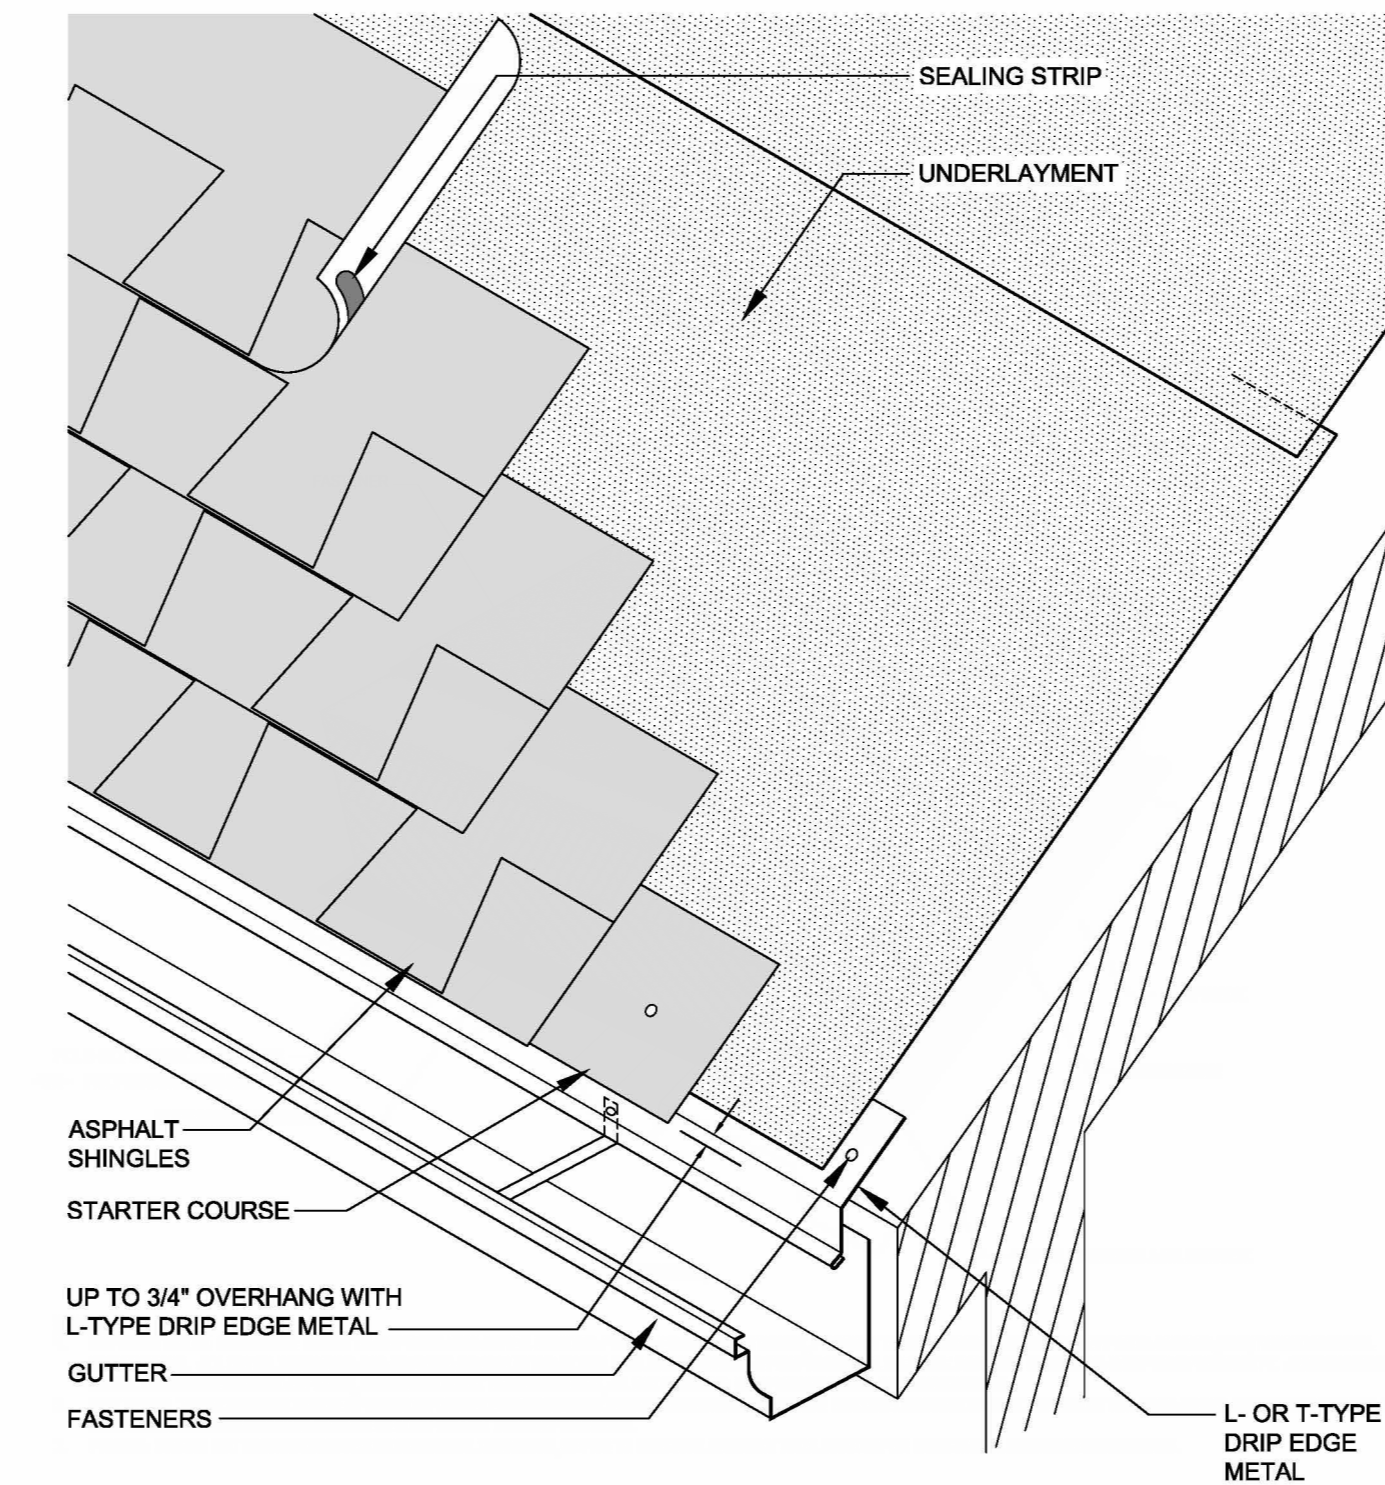 SEALING STRIP
UNDERLAYMENT
ASPHALT
SHINGLES
STARTER COURSE
UP TO 3/4" OVERHANG WITH
L-TYPE DRIP EDGE METAL
GUTTER
FASTENERS
L- OR T-TYPE
DRIP EDGE
METAL